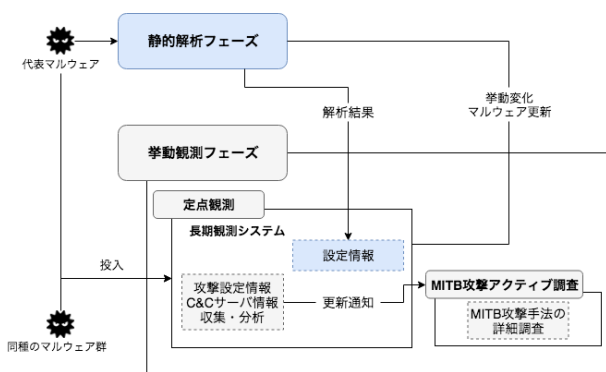 静的解析フェーズ
代表マルウェア
解析結果
挙動変化
マルウェア更新
挙動観測フェーズ
定点観測
長期観測システム
設定情報
投入
攻撃設定情報
C&Cサーバ情報
収集・分析
更新通知
MITB攻撃アクティブ調査
MITB攻撃手法の
詳細調査
同種のマルウェア群